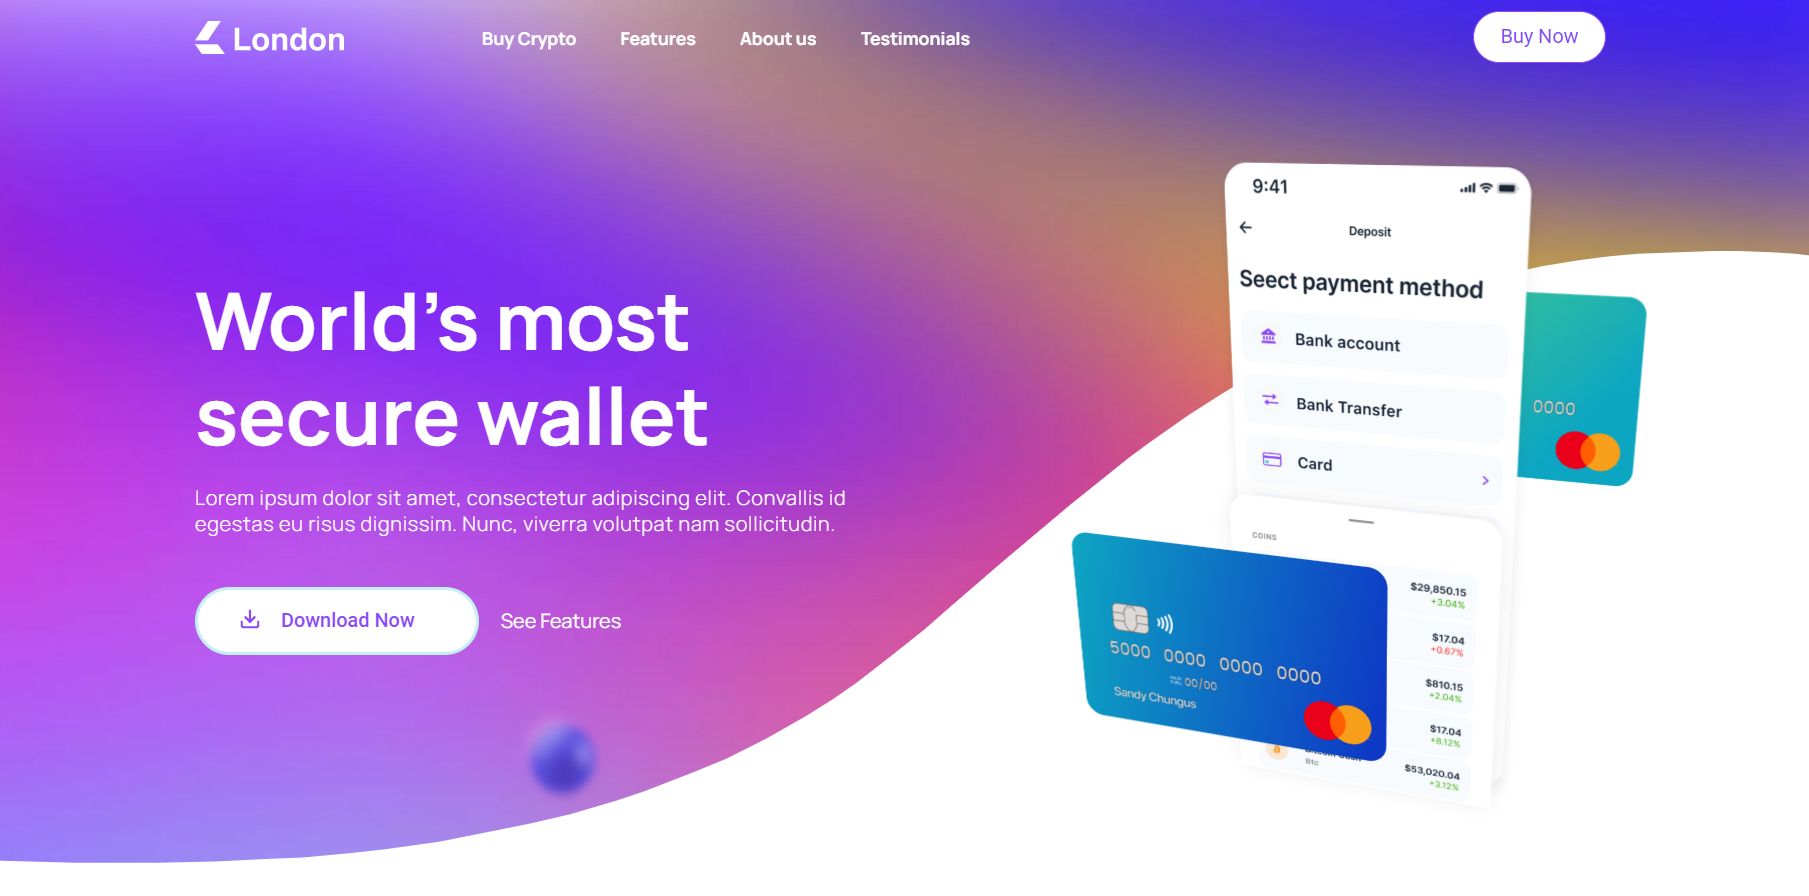 London
Buy Crypto
Features
About us
Testimonials
Buy Now
World's most
secure wallet
Lorem ipsum dolor sit amet, consectetur adipiscing elit. Convallis id
egestas eu risus dignissim. Nunc, viverra volutpat nam sollicitudin.
Download Now
See Features
9:41
Deposit
Seect payment method
Bank account
Bank Transfer
Card
0000
COINS
$29,850.15
+3.04%
$17.04
+0.67%
$810.15
+2.04%
$17.04
+8.12%
$53,020.04
+3.12%
5000 0000 0000 0000
00/00
Sandy Chungus
Btc